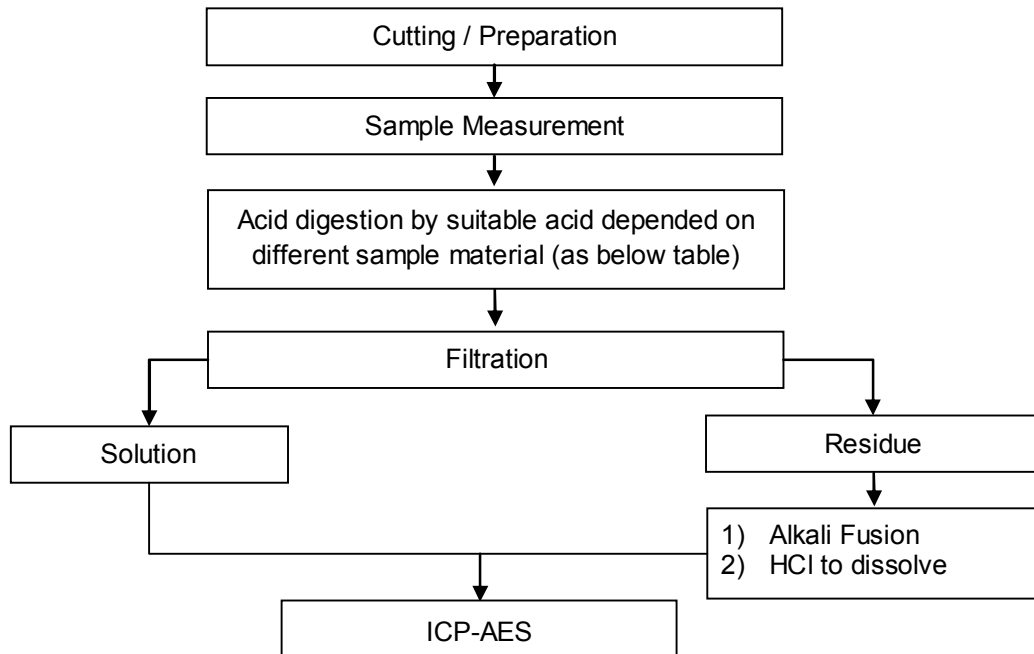 Cutting / Preparation
Sample Measurement
Acid digestion by suitable acid depended on
different sample material (as below table)
Filtration
Solution
Residue
1) Alkali Fusion
2) HCl to dissolve
ICP-AES